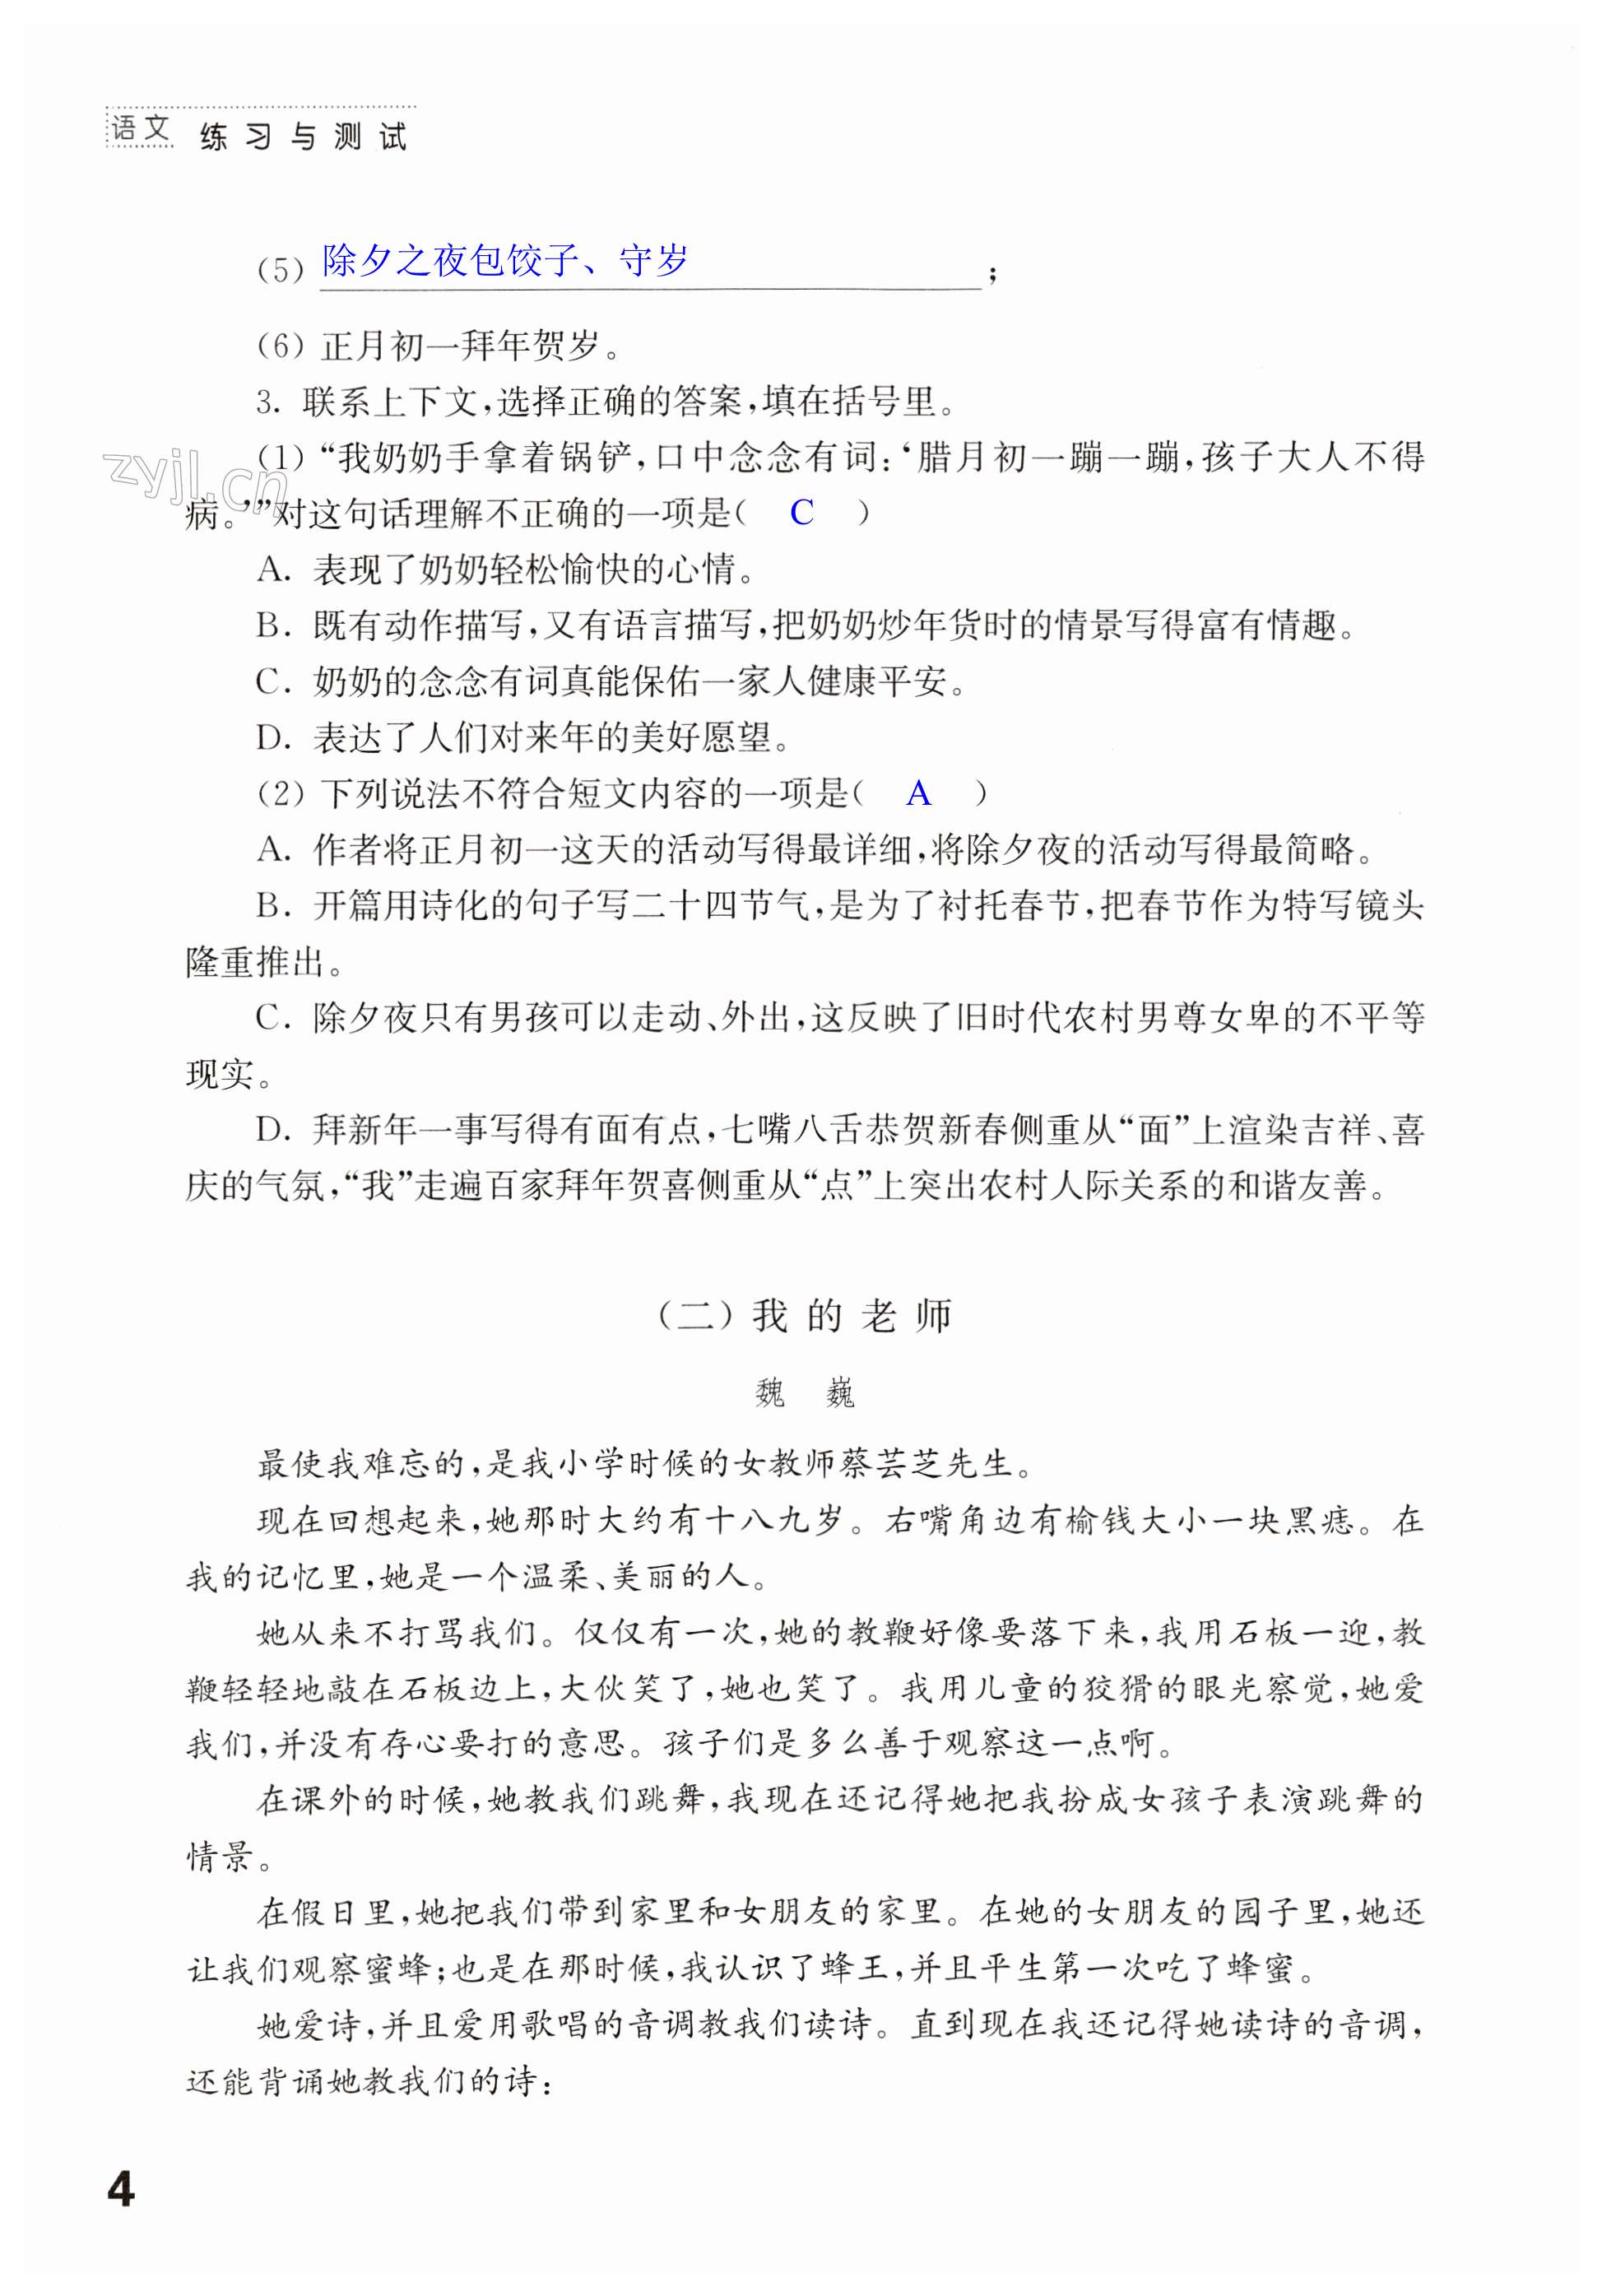 语文 练习与测试
(5) 除夕之夜包饺子、守岁；
(6) 正月初一拜年贺岁。
3. 联系上下文,选择正确的答案,填在括号里。
(1)“我奶奶手拿着锅铲,口中念念有词:‘腊月初一蹦一蹦,孩子大人不得
zyjl.cn
病。’”对这句话理解不正确的一项是( C )
A. 表现了奶奶轻松愉快的心情。
B. 既有动作描写,又有语言描写,把奶奶炒年货时的情景写得富有情趣。
C. 奶奶的念念有词真能保佑一家人健康平安。
D. 表达了人们对来年的美好愿望。
(2) 下列说法不符合短文内容的一项是( A )
A. 作者将正月初一这天的活动写得最详细,将除夕夜的活动写得最简略。
B. 开篇用诗化的句子写二十四节气,是为了衬托春节,把春节作为特写镜头
隆重推出。
C. 除夕夜只有男孩可以走动、外出,这反映了旧时代农村男尊女卑的不平等
现实。
D. 拜新年一事写得有面有点,七嘴八舌恭贺新春侧重从“面”上渲染吉祥、喜
庆的气氛,“我”走遍百家拜年贺喜侧重从“点”上突出农村人际关系的和谐友善。
(二)我的老师
魏 巍
最使我难忘的,是我小学时候的女教师蔡芸芝先生。
现在回想起来,她那时大约有十八九岁。右嘴角边有榆钱大小一块黑痣。在
我的记忆里,她是一个温柔、美丽的人。
她从来不打骂我们。仅仅有一次,她的教鞭好像要落下来,我用石板一迎,教
鞭轻轻地敲在石板边上,大伙笑了,她也笑了。我用儿童的狡猾的眼光察觉,她爱
我们,并没有存心要打的意思。孩子们是多么善于观察这一点啊。
在课外的时候,她教我们跳舞,我现在还记得她把我扮成女孩子表演跳舞的
情景。
在假日里,她把我们带到家里和女朋友的家里。在她的女朋友的园子里,她还
让我们观察蜜蜂;也是在那时候,我认识了蜂王,并且平生第一次吃了蜂蜜。
她爱诗,并且爱用歌唱的音调教我们读诗。直到现在我还记得她读诗的音调,
还能背诵她教我们的诗:
4